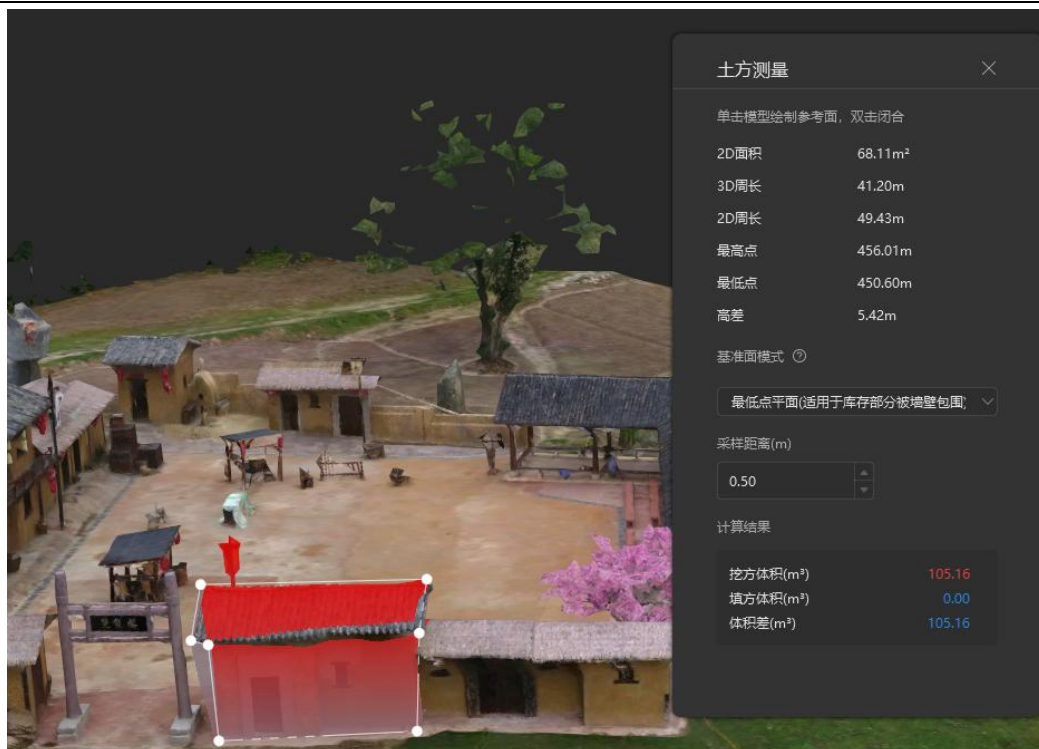 土方测量
单击模型绘制参考面，双击闭合
2D面积 68.11m²
3D周长 41.20m
2D周长 49.43m
最高点 456.01m
最低点 450.60m
高差 5.42m
基准面模式
最低点平面(适用于库存部分被墙壁包围
采样距离(m)
0.50
计算结果
挖方体积(m³) 105.16
填方体积(m³) 0.00
体积差(m³) 105.16